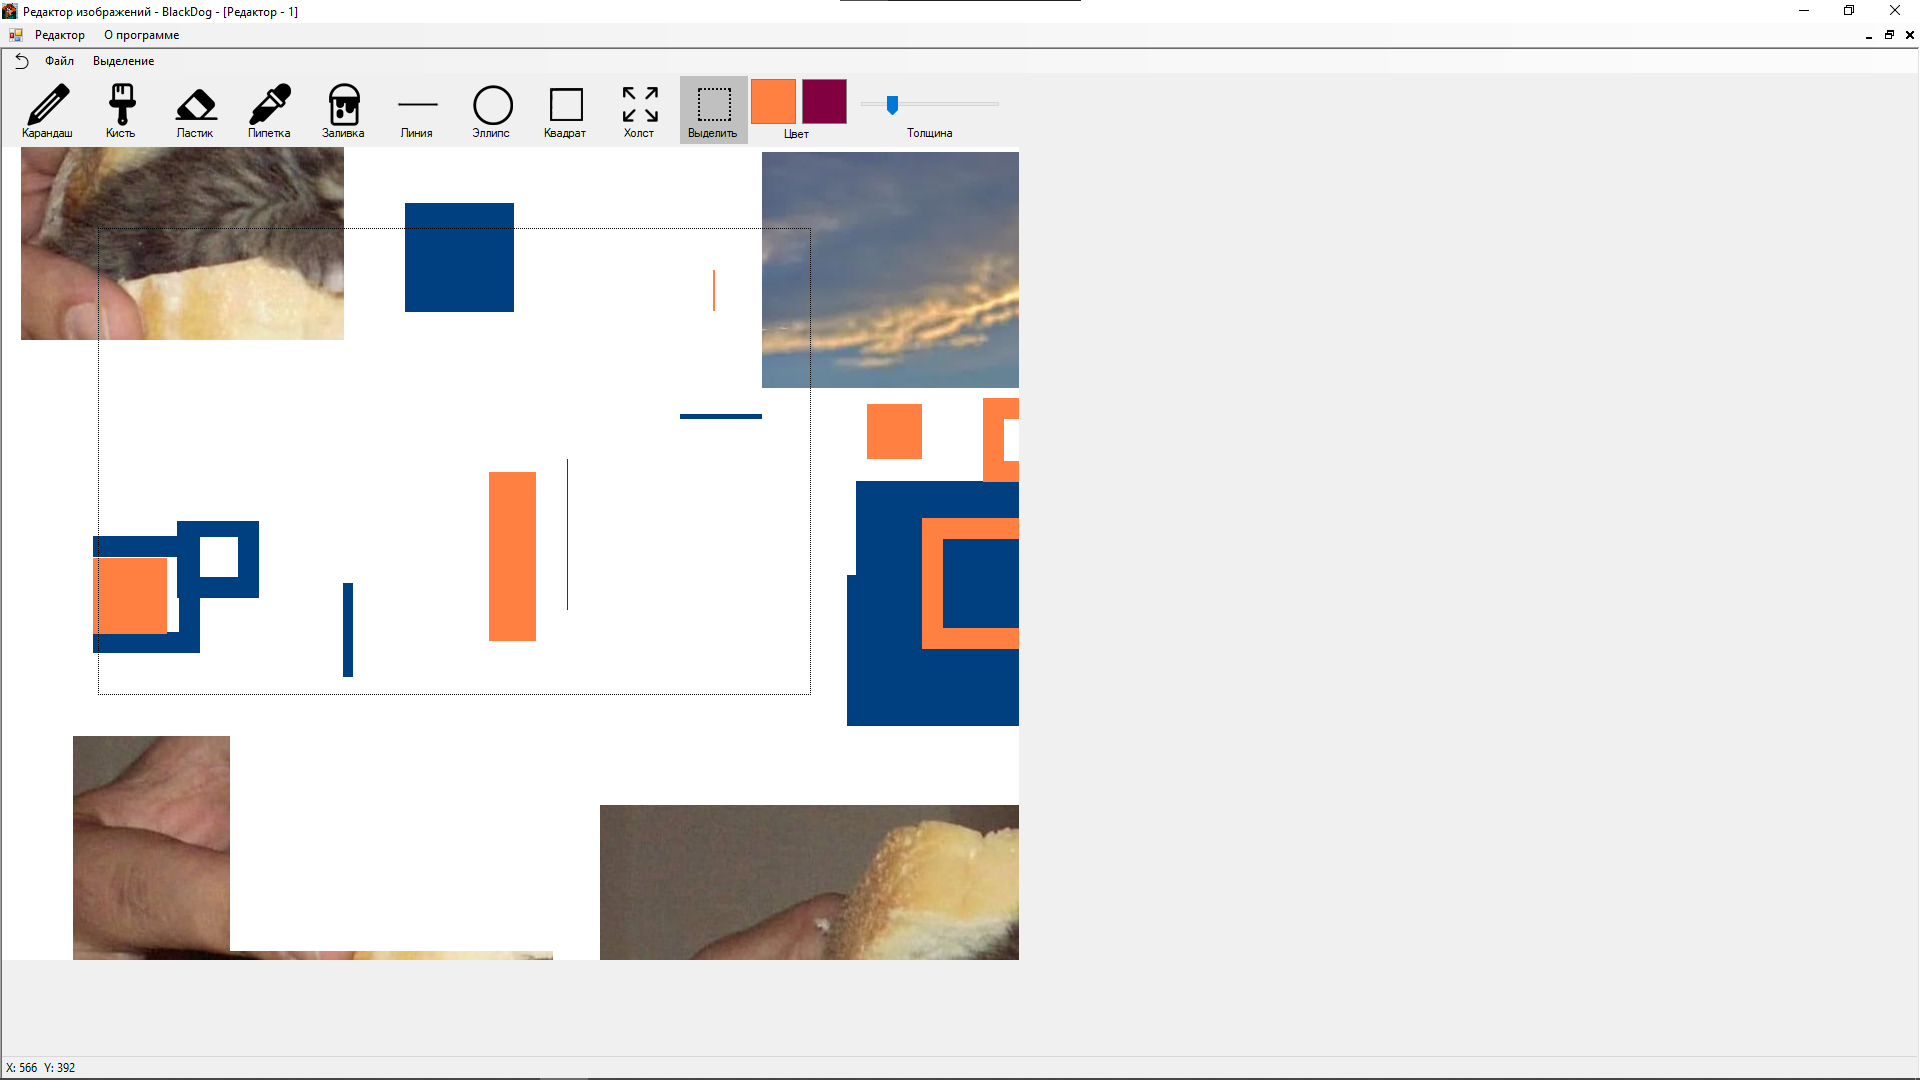 Редактор изображений - BlackDog - [Редактор - 1]
Редактор О программе
Файл Выделение
Карандаш Кисть Ластик Пипетка Заливка Линия Эллипс Квадрат Холст Выделить Цвет Толщина
X: 566 Y: 392